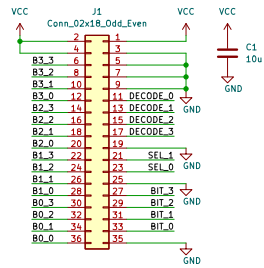 VCC J1 VCC VCC
Conn_02x18_Odd_Even
2 1
4 3
C1
10u
B3_3 6 5
B3_2 8 7
B3_1 10 9
GND
B3_0 12 11 DECODE_0
B2_3 14 13 DECODE_1
GND
B2_2 16 15 DECODE_2
B2_1 18 17 DECODE_3
B2_0 20 19
B1_3 22 21 SEL_1
GND
B1_2 24 23 SEL_0
B1_1 26 25
B1_0 28 27 BIT_3
GND
B0_3 30 29 BIT_2
B0_2 32 31 BIT_1
B0_1 34 33 BIT_0
B0_0 36 35
GND